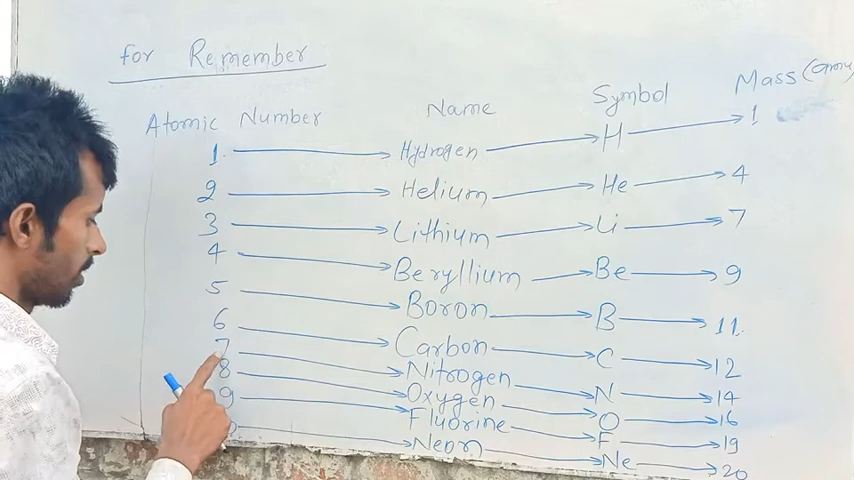 For Remember
Atomic Number Name Symbol Mass (
1 Hydrogen H 1
2 Helium He 4
3 Lithium Li 7
4 Beryllium Be 9
5 Boron B 11
6 Carbon C 12
7 Nitrogen N 14
8 Oxygen O 16
9 Fluorine F 19
Neon Ne 20